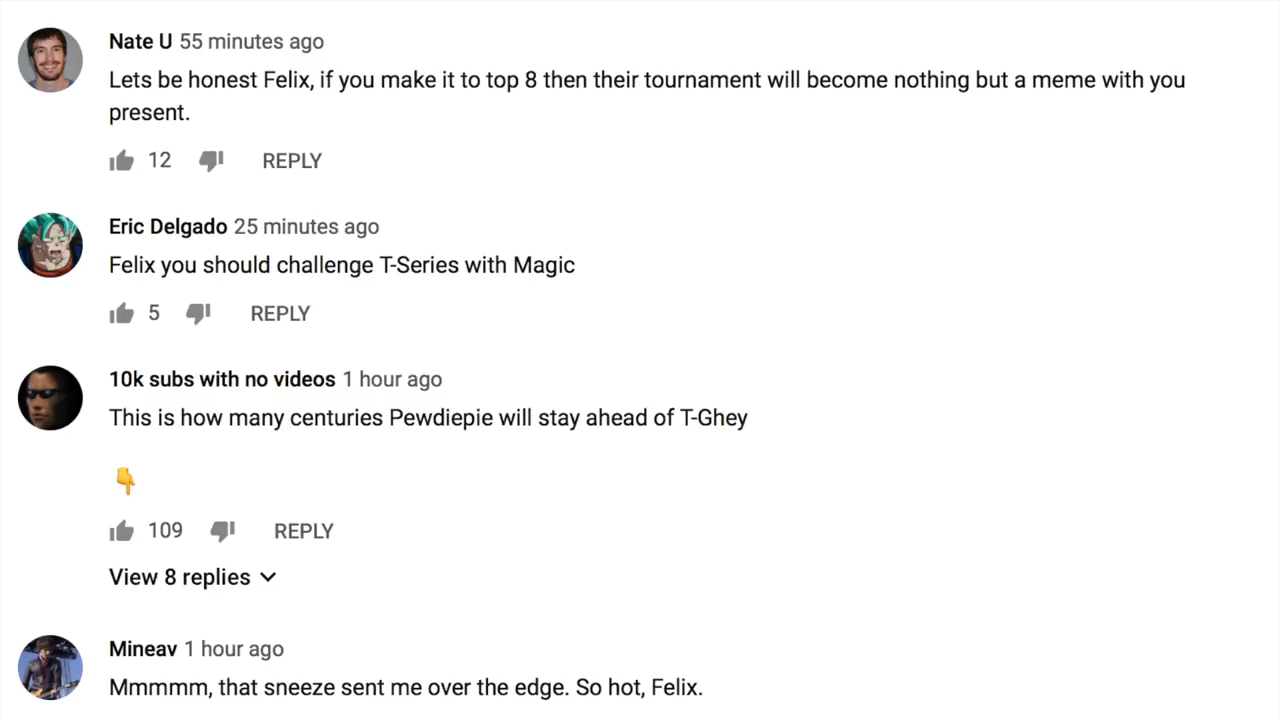 Nate U 55 minutes ago
Lets be honest Felix, if you make it to top 8 then their tournament will become nothing but a meme with you
present.
12 REPLY
Eric Delgado 25 minutes ago
Felix you should challenge T-Series with Magic
5 REPLY
10k subs with no videos 1 hour ago
This is how many centuries Pewdiepie will stay ahead of T-Ghey
👇
109 REPLY
View 8 replies
Mineav 1 hour ago
Mmmmm, that sneeze sent me over the edge. So hot, Felix.